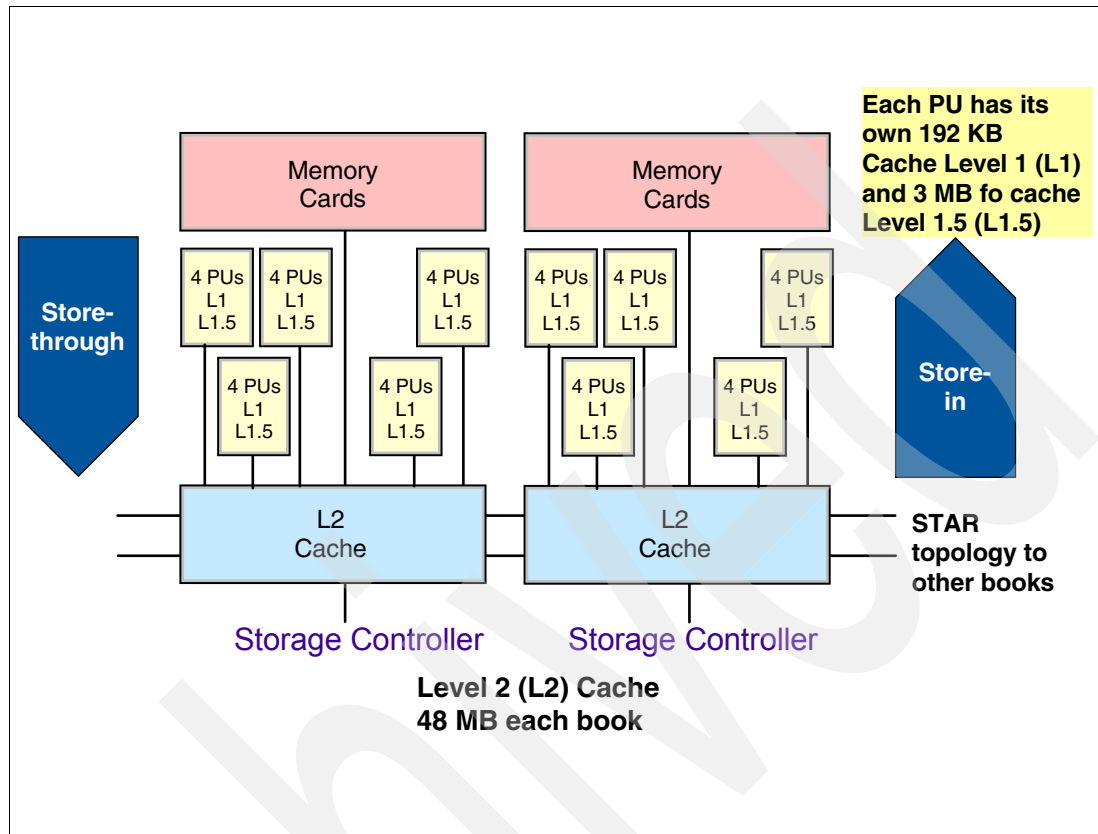 Each PU has its
own 192 KB
Cache Level 1 (L1)
and 3 MB fo cache
Level 1.5 (L1.5)
Memory
Cards
Memory
Cards
Store-
through
4 PUs
L1
L1.5
4 PUs
L1
L1.5
4 PUs
L1
L1.5
4 PUs
L1
L1.5
4 PUs
L1
L1.5
4 PUs
L1
L1.5
4 PUs
L1
L1.5
4 PUs
L1
L1.5
4 PUs
L1
L1.5
4 PUs
L1
L1.5
Store-
in
L2
Cache
L2
Cache
STAR
topology to
other books
Storage Controller
Storage Controller
Level 2 (L2) Cache
48 MB each book